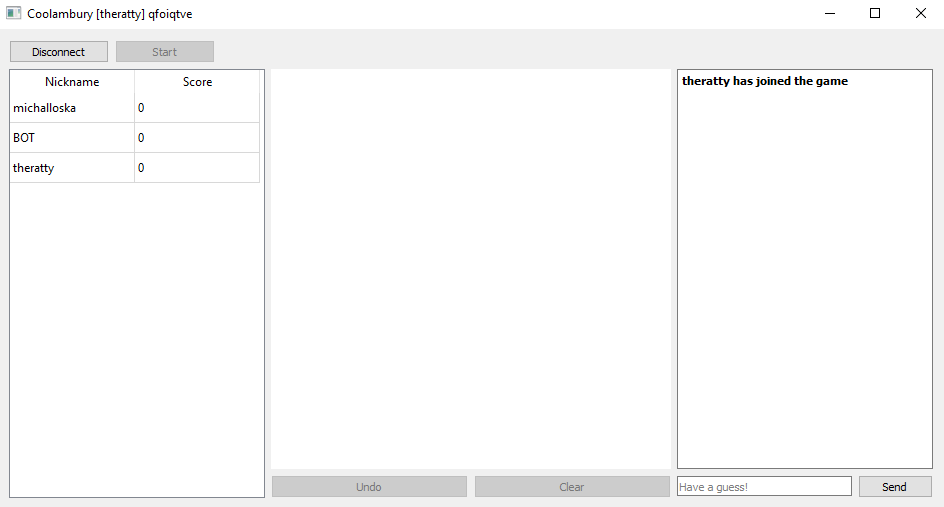 Coolambury [theratty] qfoiqtve
Disconnect Start
Nickname Score
michalloska 0
BOT 0
theratty 0
theratty has joined the game
Undo Clear Have a guess! Send